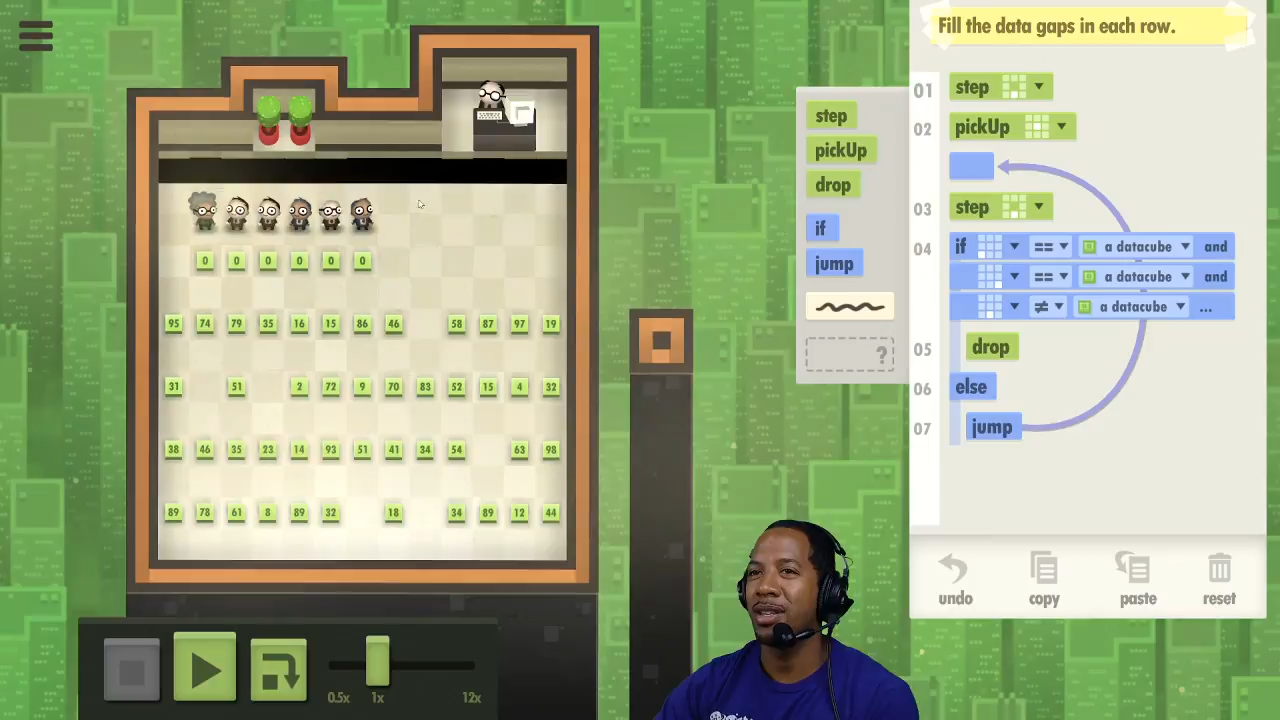 Fill the data gaps in each row.
01 step
02 pickUp
03 step
04 if == a datacube and
== a datacube and
≠ a datacube ...
05 drop
06 else
07 jump
step
pickUp
drop
if
jump
?
0 0 0 0 0 0
95 74 79 35 16 15 86 46 58 87 97 19
31 51 2 72 9 70 83 52 15 4 32
38 46 35 23 14 93 51 41 34 54 63 98
89 78 61 8 89 32 18 34 89 12 44
undo copy paste reset
0.5x 1x 12x